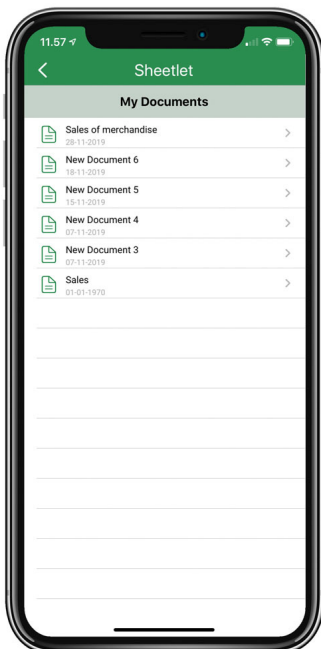 11.57
Sheetlet
My Documents
Sales of merchandise
28-11-2019
New Document 6
18-11-2019
New Document 5
15-11-2019
New Document 4
07-11-2019
New Document 3
07-11-2019
Sales
01-01-1970